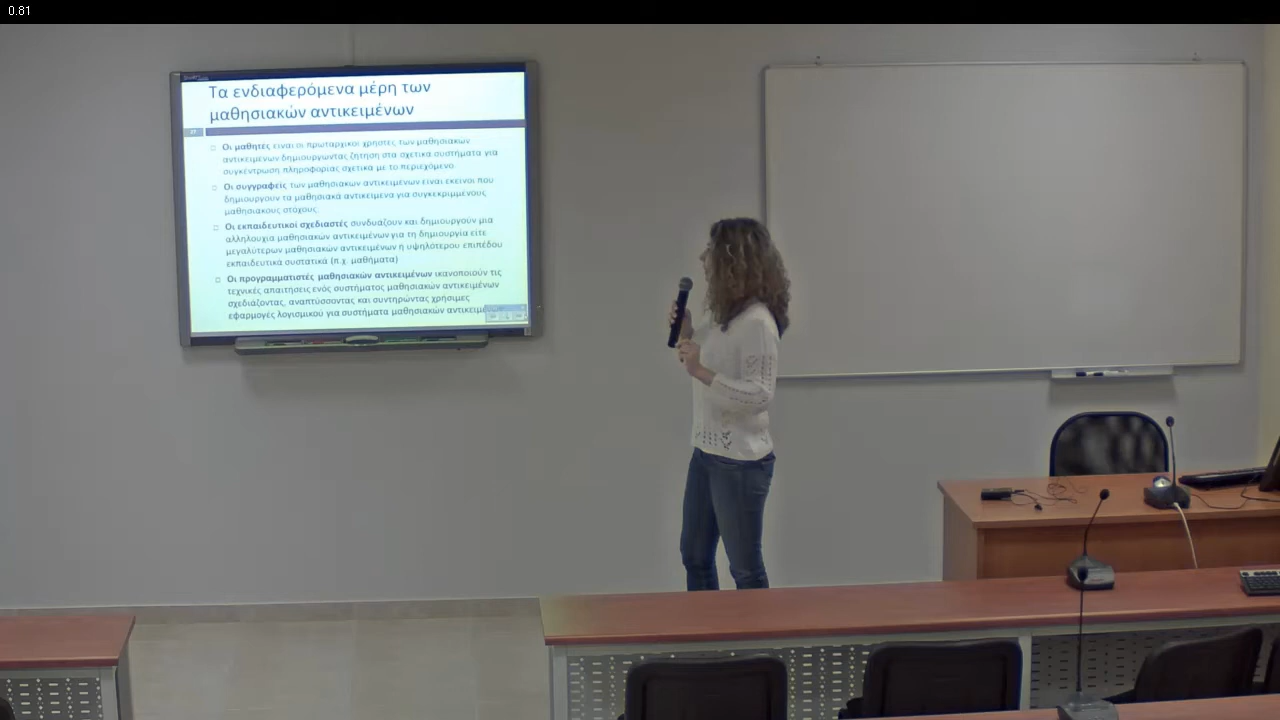 0.81
Τα ενδιαφερόμενα μέρη των
μαθησιακών αντικειμένων
Οι μαθητές είναι οι πρωταρχικοί χρήστες των μαθησιακών
αντικειμένων δημιουργώντας ζήτηση στα σχετικά συστήματα για
συγκέντρωση πληροφορίας σχετικά με το περιεχόμενο
Οι συγγραφείς των μαθησιακών αντικειμένων είναι εκείνοι που
δημιουργούν τα μαθησιακά αντικείμενα για συγκεκριμμένους
μαθησιακούς στόχους
Οι εκπαιδευτικοί σχεδιαστές συνδυάζουν και δημιουργούν μια
αλληλουχία μαθησιακών αντικειμένων για τη δημιουργία είτε
μεγαλύτερων μαθησιακών αντικειμένων ή υψηλότερου επιπέδου
εκπαιδευτικά συστατικά (π.χ. μαθήματα)
Οι προγραμματιστές μαθησιακών αντικειμένων ικανοποιούν τις
τεχνικές απαιτήσεις ενός συστήματος μαθησιακών αντικειμένων
σχεδιάζοντας, αναπτύσσοντας και συντηρώντας χρήσιμες
εφαρμογές λογισμικού για συστήματα μαθησιακών